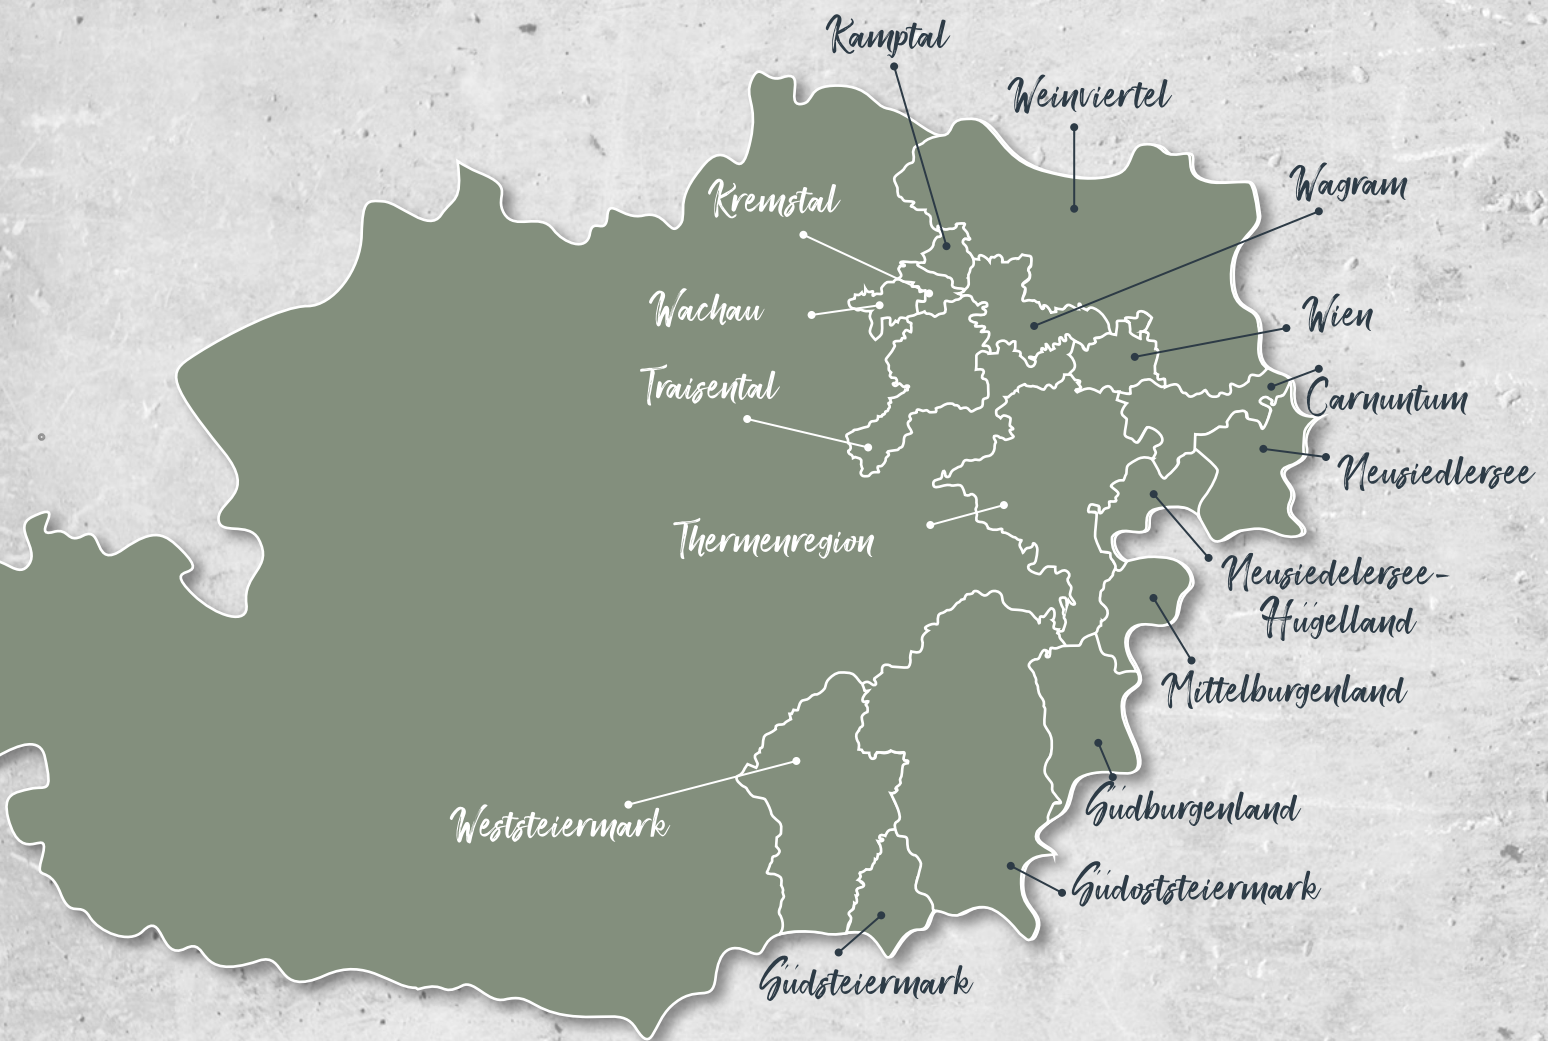 Kamptal
Weinviertel
Wagram
Kremstal
Wachau
Wien
Traisental
Carnuntum
Neusiedlersee
Thermenregion
Neusiedelersee-
Hügelland
Mittelburgenland
Südburgenland
Weststeiermark
Südoststeiermark
Südsteiermark